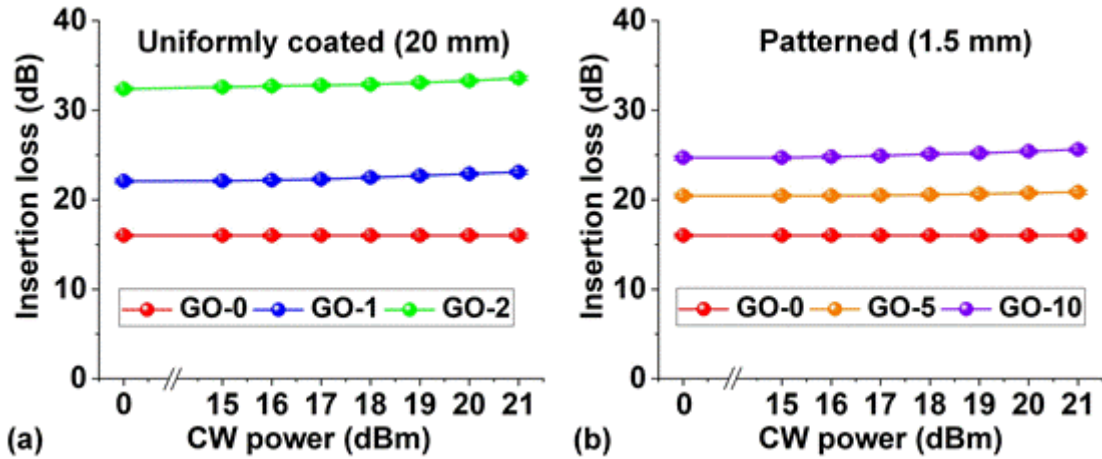 Uniformly coated (20 mm)
Insertion loss (dB)
40
30
20
10
0
GO-0
GO-1
GO-2
0
15
16
17
18
19
20
21
CW power (dBm)
(a)
Patterned (1.5 mm)
Insertion loss (dB)
40
30
20
10
0
GO-0
GO-5
GO-10
0
15
16
17
18
19
20
21
CW power (dBm)
(b)